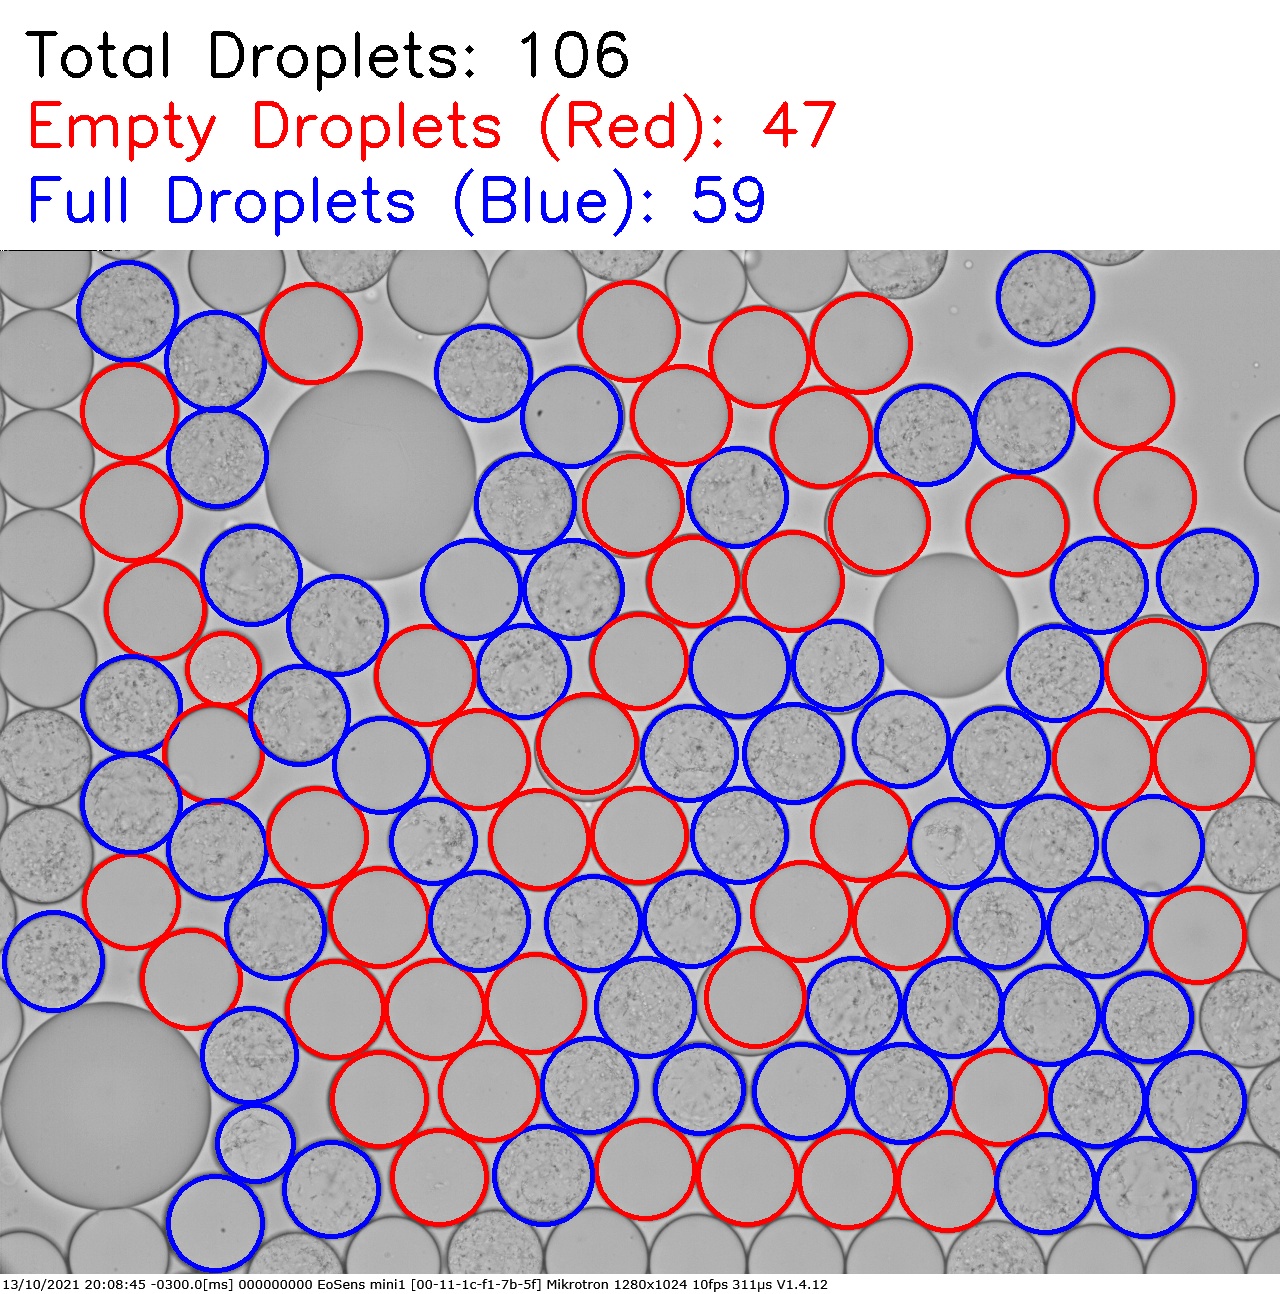 Total Droplets: 106
Empty Droplets (Red): 47
Full Droplets (Blue): 59
13/10/2021 20:08:45 -0300.0[ms] 000000000 EoSens mini1 [00-11-1c-f1-7b-5f] Mikrotron 1280x1024 10fps 311µs V1.4.12